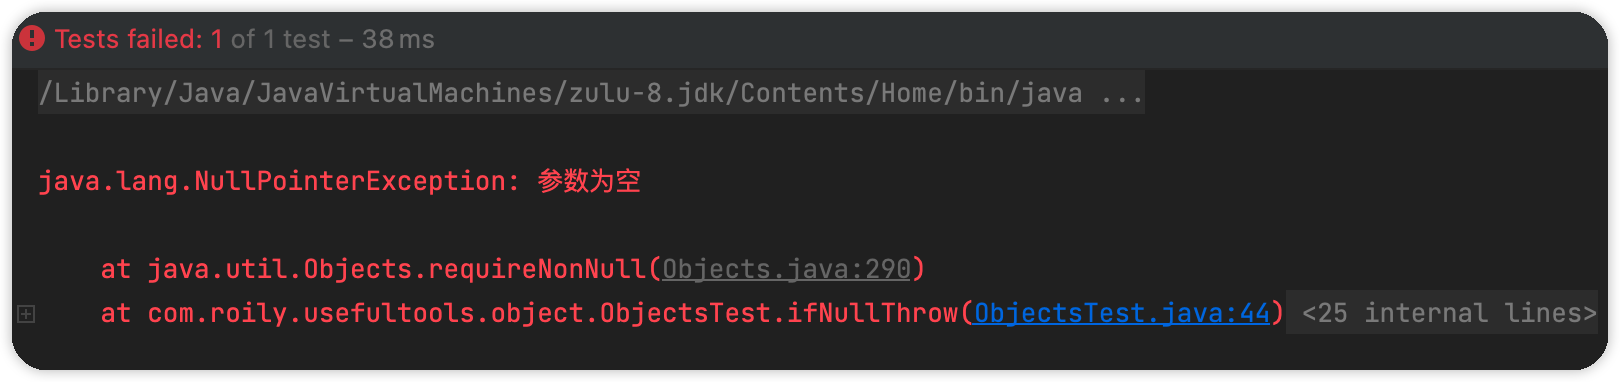 Tests failed: 1 of 1 test – 38 ms
/Library/Java/JavaVirtualMachines/zulu-8.jdk/Contents/Home/bin/java ...
java.lang.NullPointerException: 参数为空
at java.util.Objects.requireNonNull(Objects.java:290)
at com.roily.usefultools.object.ObjectsTest.ifNullThrow(ObjectsTest.java:44) <25 internal lines>